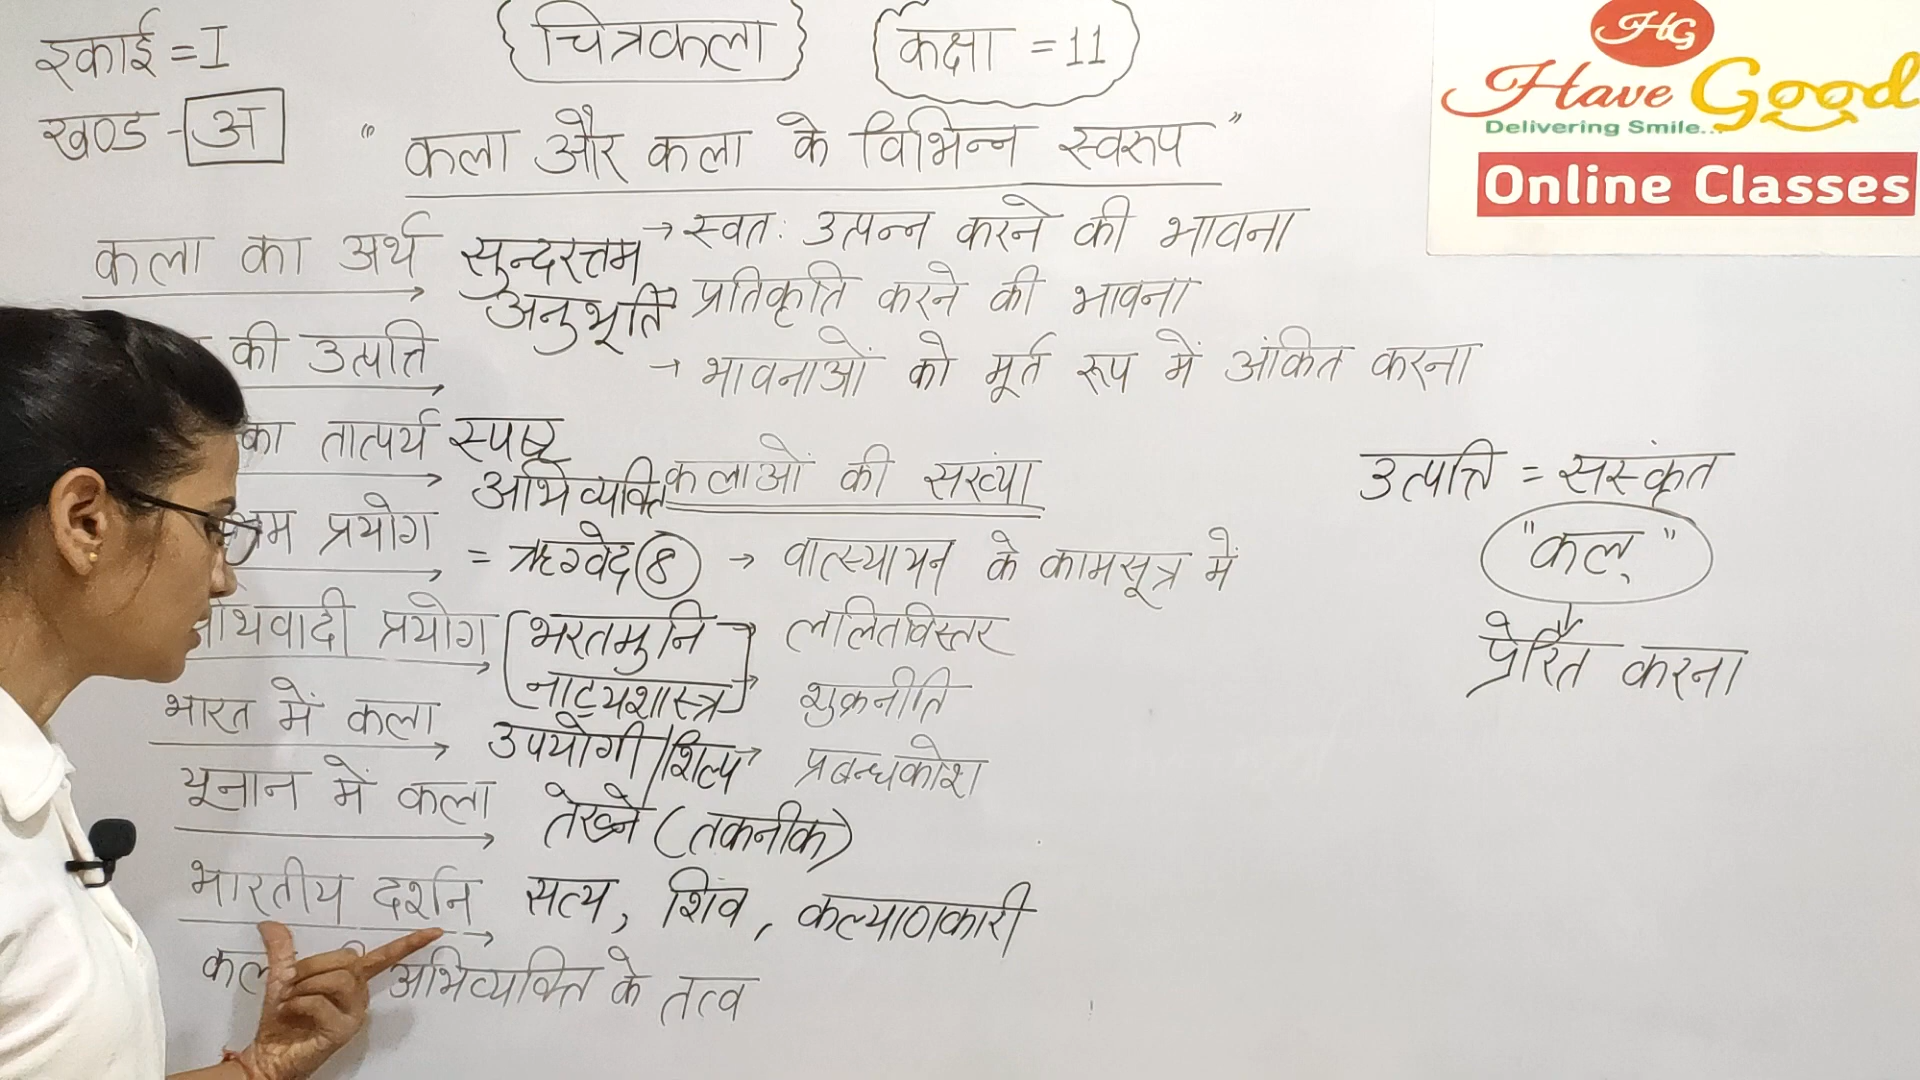 इकाई = I
चित्रकला
कक्षा = 11
खण्ड - अ
" कला और कला के विभिन्न स्वरूप "
HG
Have Good
Delivering Smile...
Online Classes
कला का अर्थ सुन्दरत्तम अनुभूति
→ स्वतः उत्पन्न करने की भावना
→ प्रतिकृति करने की भावना
→ भावनाओं को मूर्त रूप में अंकित करना
की उत्पत्ति
का तात्पर्य स्पष्ट अभिव्यक्ति
प्रयोग = ऋग्वेद 8
प्रयोग भरतमुनि नाट्यशास्त्र
भारत में कला उपयोगी/शिल्प
यूनान में कला तेख्ने (तकनीक)
भारतीय दर्शन सत्य, शिव, कल्याणकारी
अभिव्यक्ति के तत्व
कलाओं की सख्ंया
→ वात्स्यायन के कामसूत्र में
→ ललितविस्तर
→ शुक्रनीति
→ प्रबन्धकोश
उत्पत्ति = संस्कृत
"कल्"
प्रेरित करना